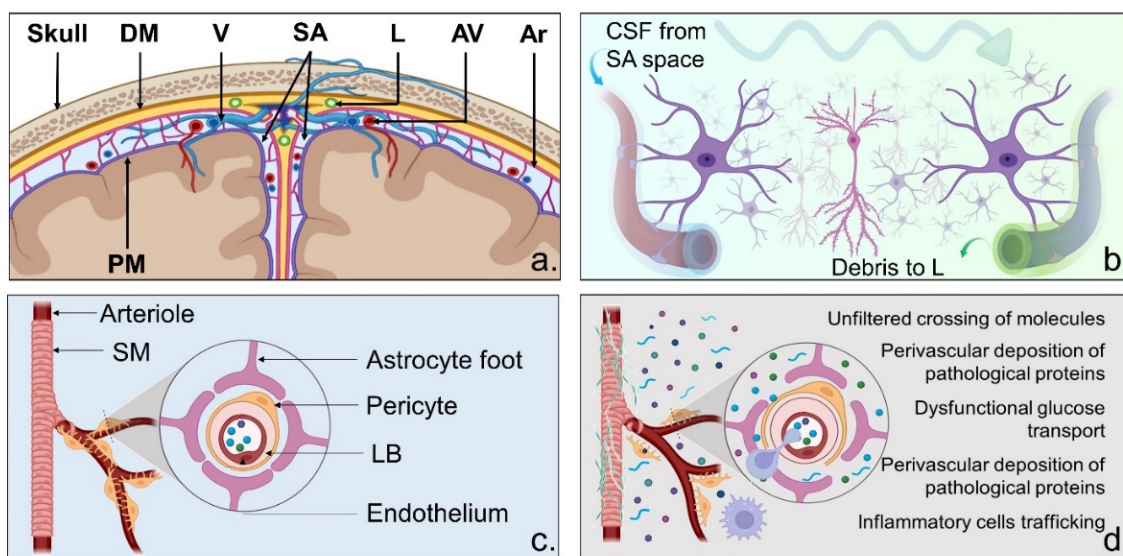 Skull DM V SA L AV Ar
PM
a.
CSF from
SA space
Debris to L
b
Arteriole
SM
Astrocyte foot
Pericyte
LB
Endothelium
c.
Unfiltered crossing of molecules
Perivascular deposition of
pathological proteins
Dysfunctional glucose
transport
Perivascular deposition of
pathological proteins
Inflammatory cells trafficking
d